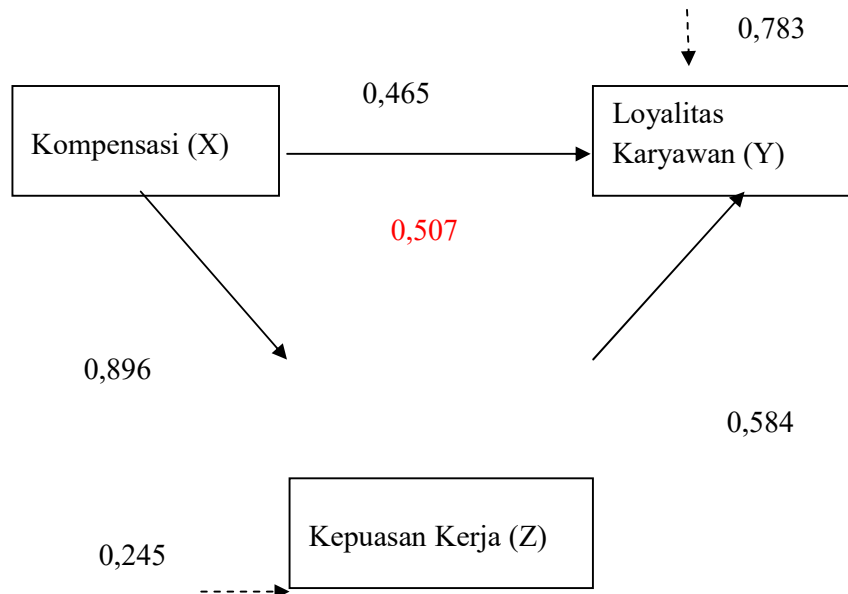 0,783
0,465
Kompensasi (X)
Loyalitas
Karyawan (Y)
0,507
0,896
0,584
Kepuasan Kerja (Z)
0,245